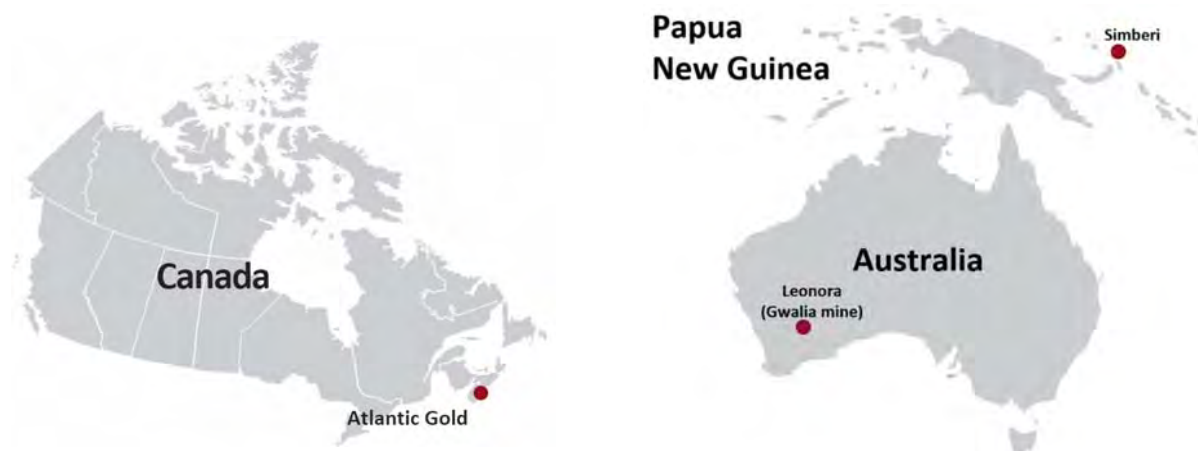 Canada
Atlantic Gold
Papua
New Guinea
Simberi
Australia
Leonora
(Gwalia mine)